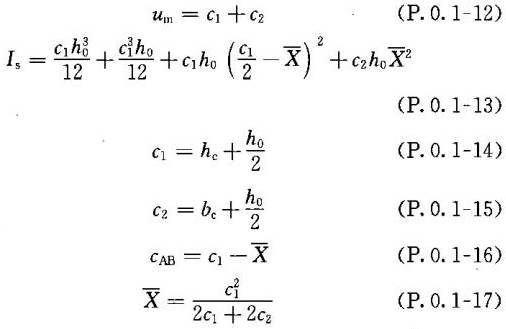 u_m = c_1 + c_2 (P. 0. 1-12)
I_s = \frac{c_1 h_0^3}{12} + \frac{c_1^3 h_0}{12} + c_1 h_0 \left( \frac{c_1}{2} - \overline{X} \right)^2 + c_2 h_0 \overline{X}^2
(P. 0. 1-13)
c_1 = h_c + \frac{h_0}{2} (P. 0. 1-14)
c_2 = b_c + \frac{h_0}{2} (P. 0. 1-15)
c_{AB} = c_1 - \overline{X} (P. 0. 1-16)
\overline{X} = \frac{c_1^2}{2c_1 + 2c_2} (P. 0. 1-17)